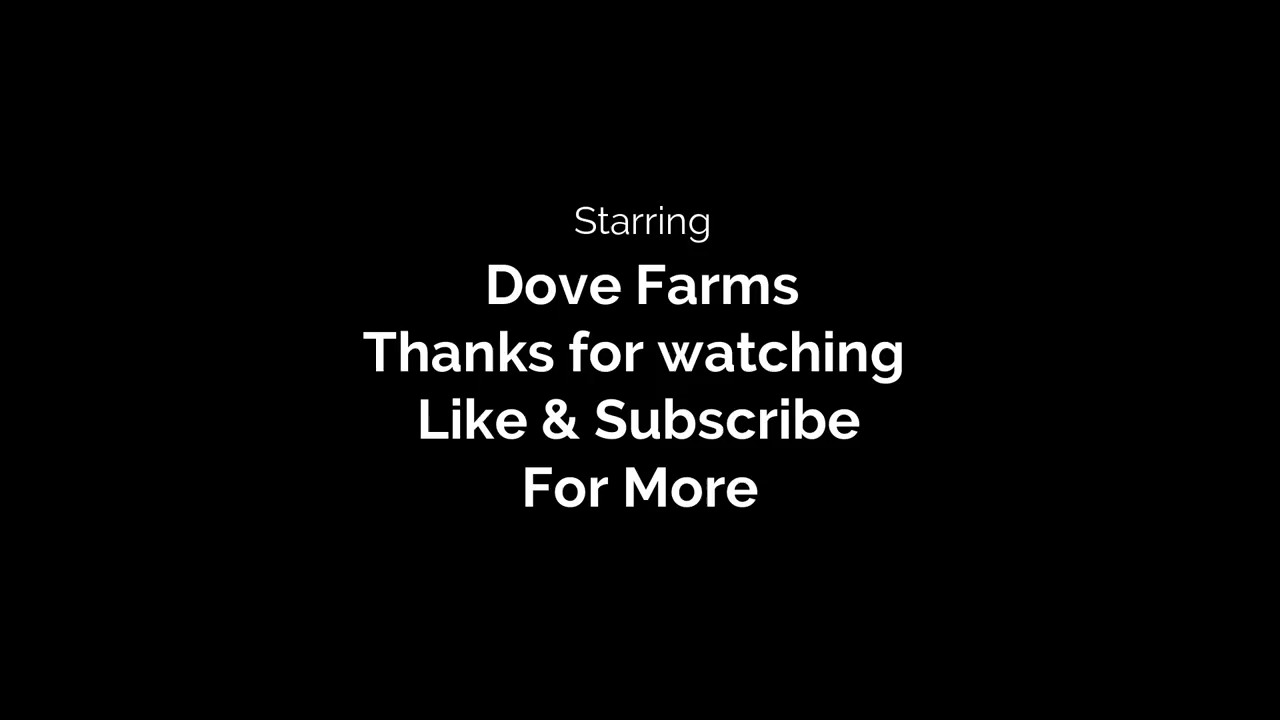 Starring
Dove Farms
Thanks for watching
Like & Subscribe
For More